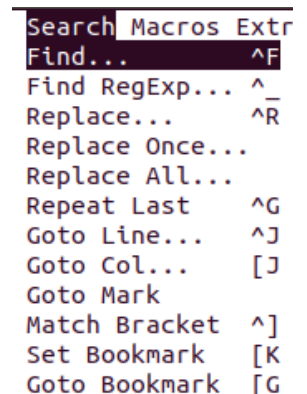 Search Macros Extr
Find... ^F
Find RegExp... ^_
Replace... ^R
Replace Once...
Replace All...
Repeat Last ^G
Goto Line... ^J
Goto Col... [J
Goto Mark
Match Bracket ^]
Set Bookmark [K
Goto Bookmark [G